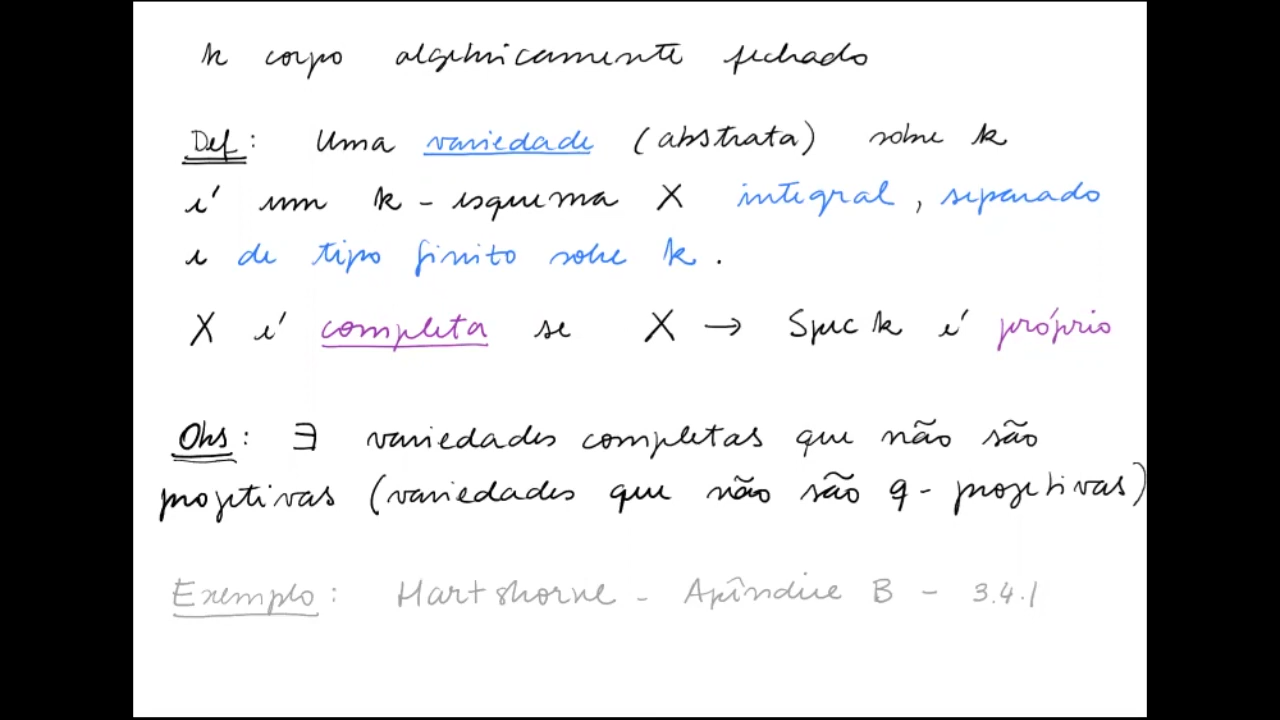 k corpo algebricamente fechado
Def: Uma variedade (abstrata) sobre k
é um k-esquema X integral, separado
e de tipo finito sobre k.
X é completa se X → Spec k é próprio
Obs: ∃ variedades completas que não são
projetivas (variedades que não são q-projetivas)
Exemplo: Hartshorne - Apêndice B - 3.4.1